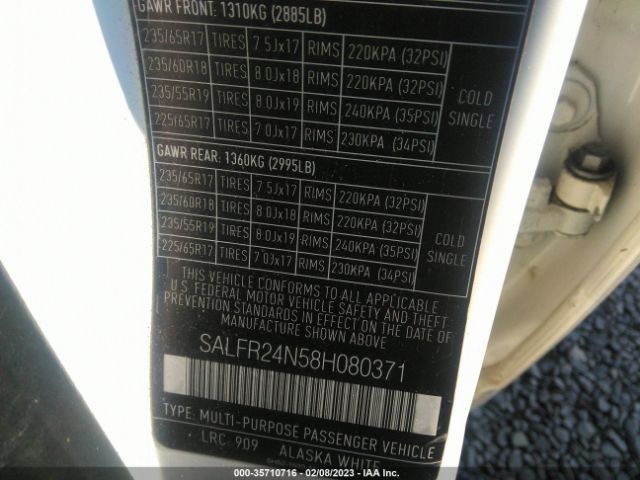 GAWR FRONT: 1310KG (2885LB)
235/65R17 TIRES 7.5Jx17 RIMS 220KPA (32PSI)
235/60R18 TIRES 8.0Jx18 RIMS 220KPA (32PSI)
235/55R19 TIRES 8.0Jx19 RIMS 240KPA (35PSI)
225/65R17 TIRES 7.0Jx17 RIMS 230KPA (34PSI)
COLD
SINGLE
GAWR REAR: 1360KG (2995LB)
235/65R17 TIRES 7.5Jx17 RIMS 220KPA (32PSI)
235/60R18 TIRES 8.0Jx18 RIMS 220KPA (32PSI)
235/55R19 TIRES 8.0Jx19 RIMS 240KPA (35PSI)
225/65R17 TIRES 7.0Jx17 RIMS 230KPA (34PSI)
COLD
SINGLE
THIS VEHICLE CONFORMS TO ALL APPLICABLE
U.S FEDERAL MOTOR VEHICLE SAFETY AND THEFT
PREVENTION STANDARDS IN EFFECT ON THE DATE OF
MANUFACTURE SHOWN ABOVE
SALFR24N58H080371
TYPE: MULTI-PURPOSE PASSENGER VEHICLE
LRC: 909 ALASKA WHITE
000-35710716 - 02/08/2023 - IAAI.com